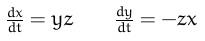 dx/dt = yz    dy/dt = −zx